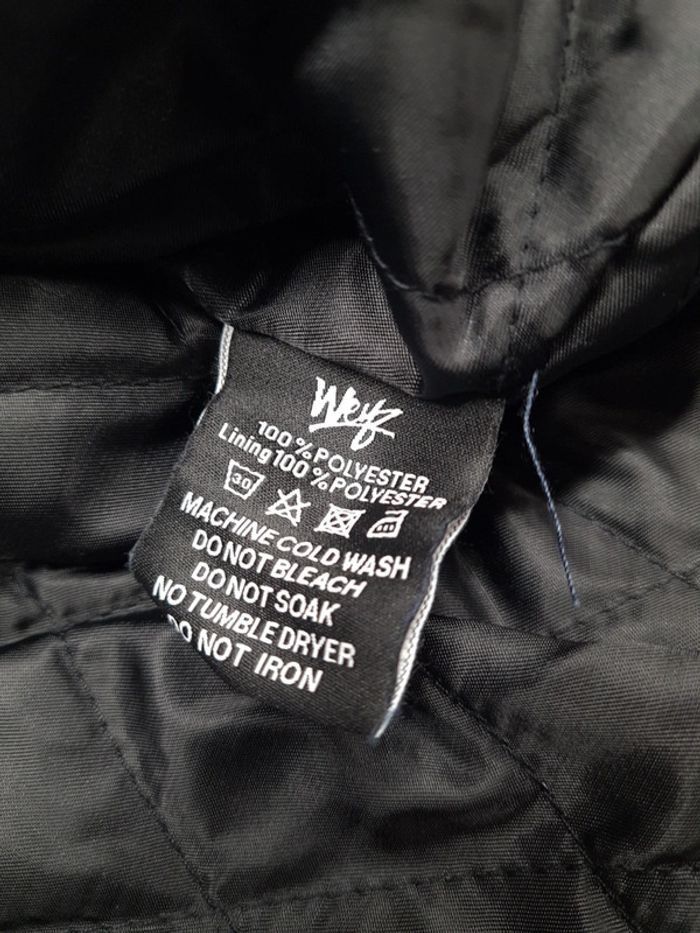 Weyz
100% POLYESTER
Lining 100% POLYESTER
30
MACHINE COLD WASH
DO NOT BLEACH
DO NOT SOAK
NO TUMBLE DRYER
DO NOT IRON